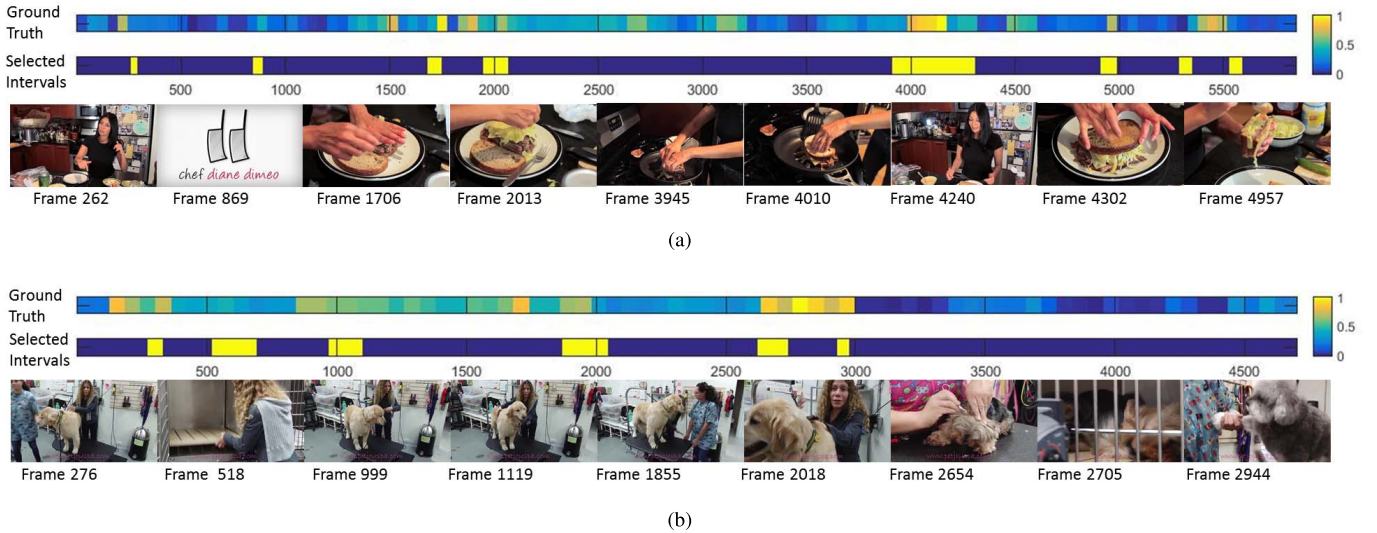 Ground
Truth
1
0.5
0
Selected
Intervals
500 1000 1500 2000 2500 3000 3500 4000 4500 5000 5500
chef diane dimeo
Frame 262 Frame 869 Frame 1706 Frame 2013 Frame 3945 Frame 4010 Frame 4240 Frame 4302 Frame 4957
(a)
Ground
Truth
1
0.5
0
Selected
Intervals
500 1000 1500 2000 2500 3000 3500 4000 4500
Frame 276 Frame 518 Frame 999 Frame 1119 Frame 1855 Frame 2018 Frame 2654 Frame 2705 Frame 2944
(b)